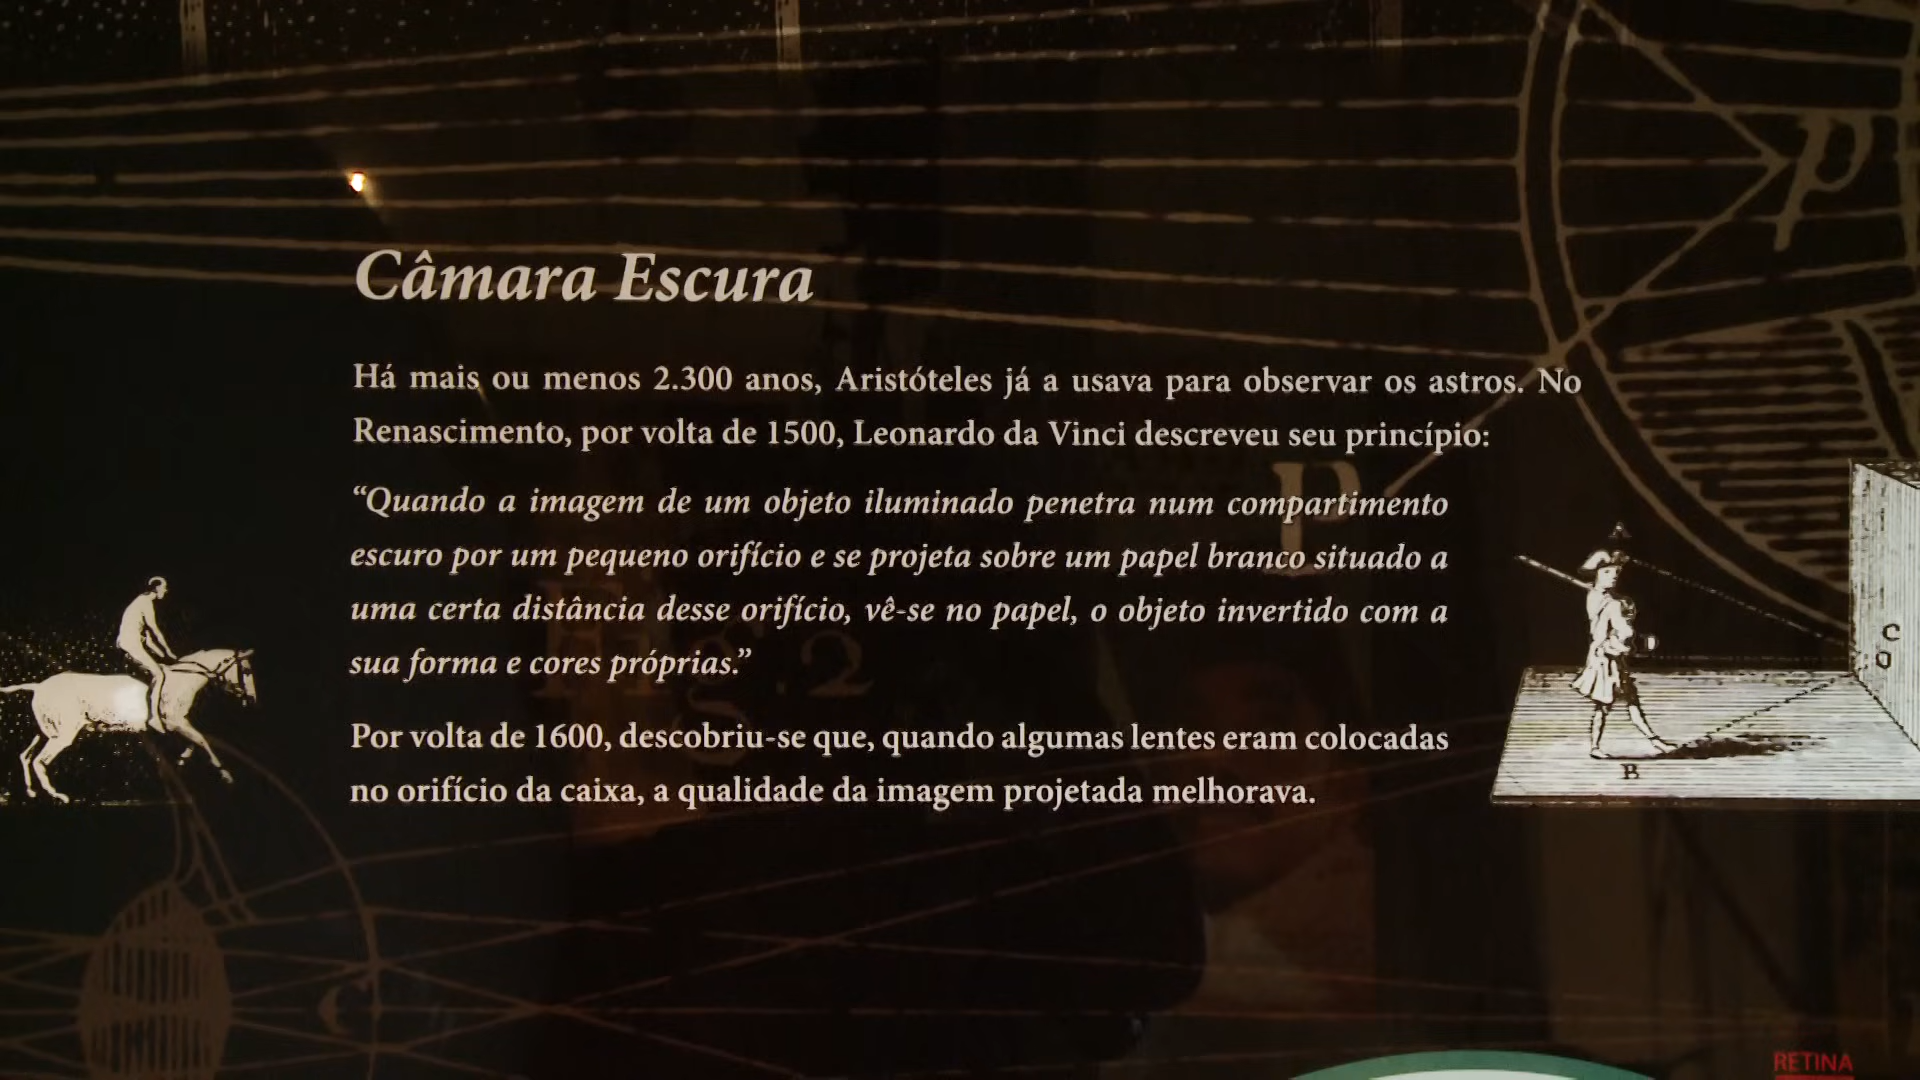 Câmara Escura
Há mais ou menos 2.300 anos, Aristóteles já a usava para observar os astros. No
Renascimento, por volta de 1500, Leonardo da Vinci descreveu seu princípio:
“Quando a imagem de um objeto iluminado penetra num compartimento
escuro por um pequeno orifício e se projeta sobre um papel branco situado a
uma certa distância desse orifício, vê-se no papel, o objeto invertido com a
sua forma e cores próprias.”
Por volta de 1600, descobriu-se que, quando algumas lentes eram colocadas
no orifício da caixa, a qualidade da imagem projetada melhorava.
P
P
A
B
C
2
C
RETINA